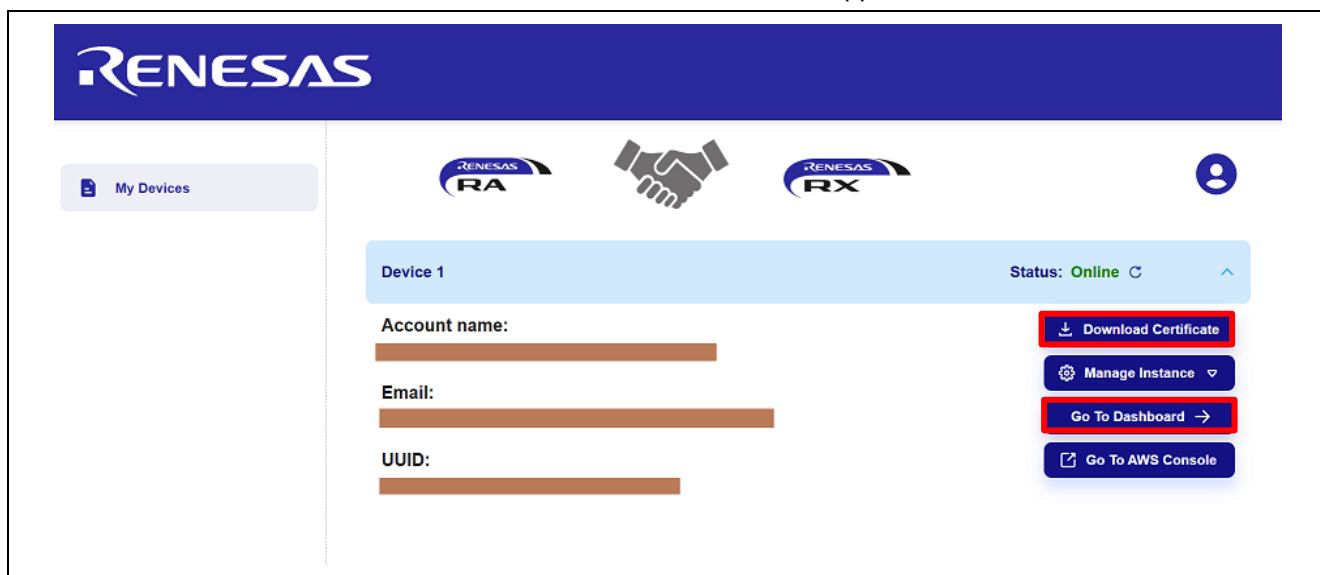 RENESAS
My Devices
RENESAS
RA
RENESAS
RX
Device 1
Status: Online
Account name:
Download Certificate
Manage Instance
Email:
Go To Dashboard
UUID:
Go To AWS Console